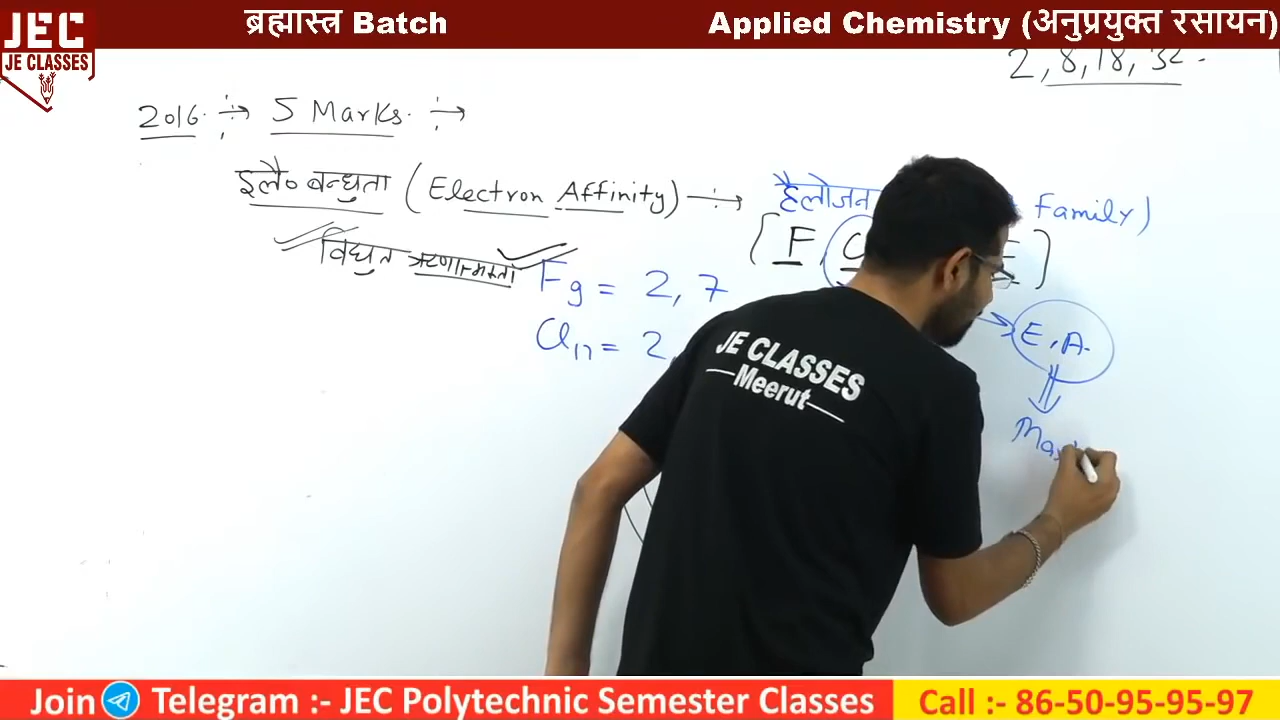 JEC
JE CLASSES
ब्रह्मास्त्र Batch
Applied Chemistry (अनुप्रयुक्त रसायन)
2, 8, 18, 32
2016 → 5 Marks →
इलै० बन्धुता (Electron Affinity) → हैलोजन Family)
[F,
विद्युत ऋणात्मकता
F9 = 2, 7
Cl17 = 2,
E.A.
JE CLASSES
Meerut
Join Telegram :- JEC Polytechnic Semester Classes
Call :- 86-50-95-95-97